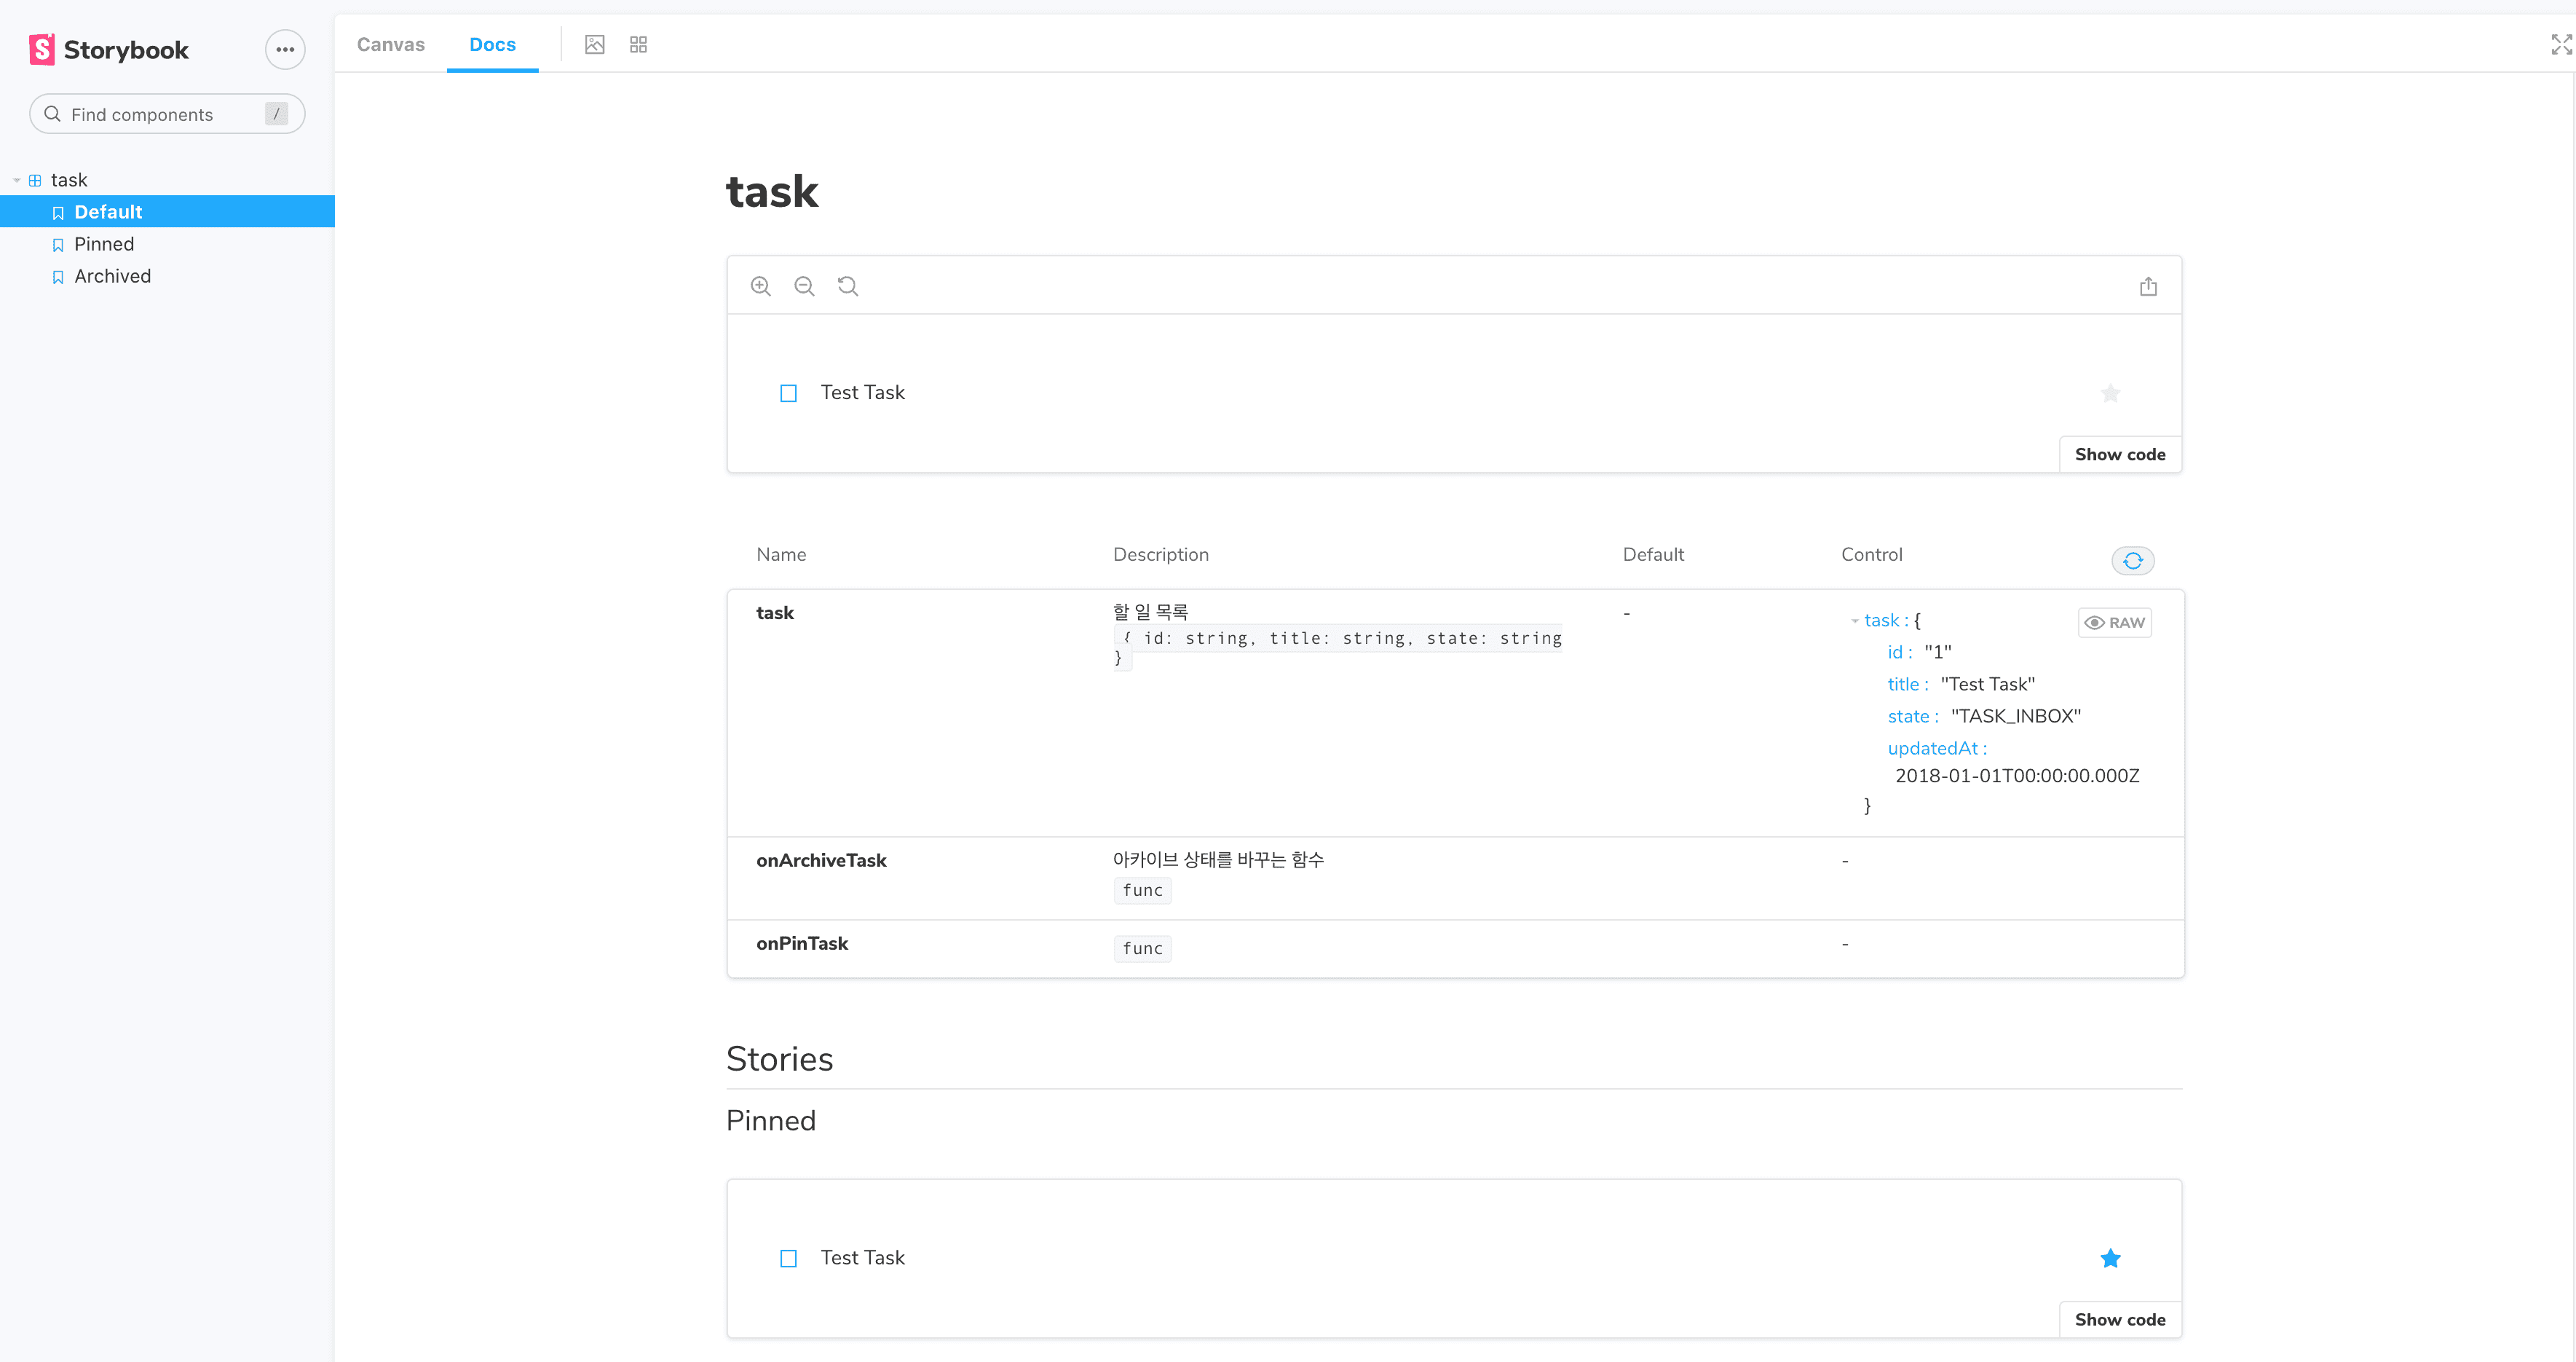 Storybook
Canvas
Docs
Find components
/
task
Default
Pinned
Archived
task
Test Task
Show code
Name Description Default Control
task 할 일 목록 - task : { RAW
{ id: string, title: string, state: string
}
id : "1"
title : "Test Task"
state : "TASK_INBOX"
updatedAt :
2018-01-01T00:00:00.000Z
}
onArchiveTask 아카이브 상태를 바꾸는 함수 -
func
onPinTask func -
Stories
Pinned
Test Task
Show code